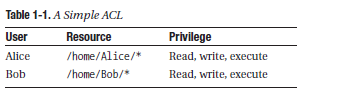 Table 1-1. A Simple ACL
User Resource Privilege
Alice /home/Alice/* Read, write, execute
Bob /home/Bob/* Read, write, execute